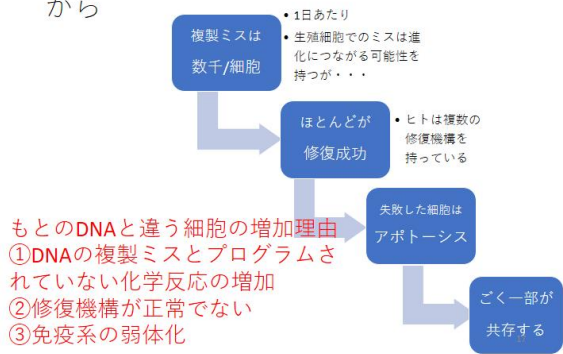 から
複製ミスは
数千/細胞
• 1日あたり
• 生殖細胞でのミスは進
化につながる可能性を
持つが・・・
ほとんどが
修復成功
• ヒトは複数の
修復機構を
持っている
失敗した細胞は
アポトーシス
ごく一部が
共存する
もとのDNAと違う細胞の増加理由
①DNAの複製ミスとプログラムさ
れていない化学反応の増加
②修復機構が正常でない
③免疫系の弱体化